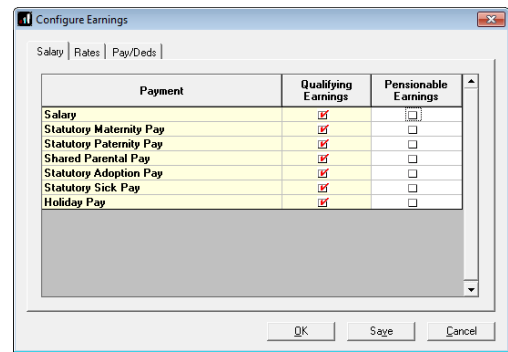 Configure Earnings
Salary Rates Pay/Deds
Payment Qualifying Earnings Pensionable Earnings
Salary
Statutory Maternity Pay
Statutory Paternity Pay
Shared Parental Pay
Statutory Adoption Pay
Statutory Sick Pay
Holiday Pay
OK Save Cancel